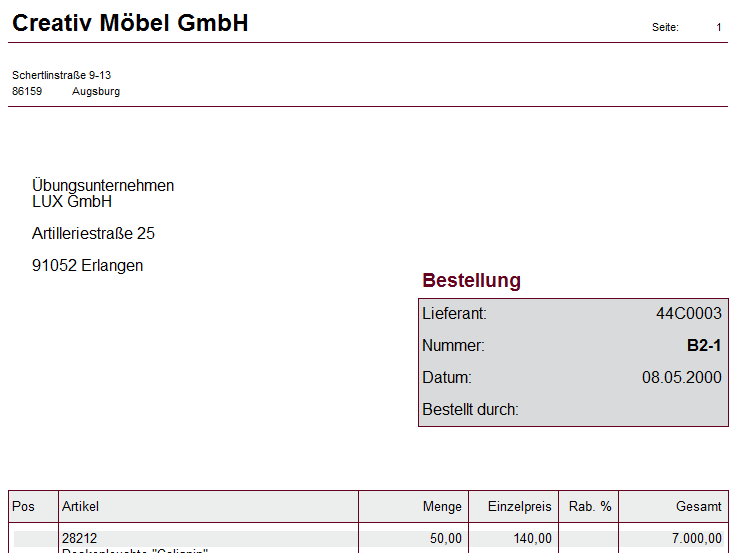 Creativ Möbel GmbH
Seite: 1
Schertlinstraße 9-13
86159 Augsburg
Übungsunternehmen
LUX GmbH
Artilleriestraße 25
91052 Erlangen
Bestellung
Lieferant: 44C0003
Nummer: B2-1
Datum: 08.05.2000
Bestellt durch:
Pos Artikel Menge Einzelpreis Rab. % Gesamt
28212 50,00 140,00 7.000,00